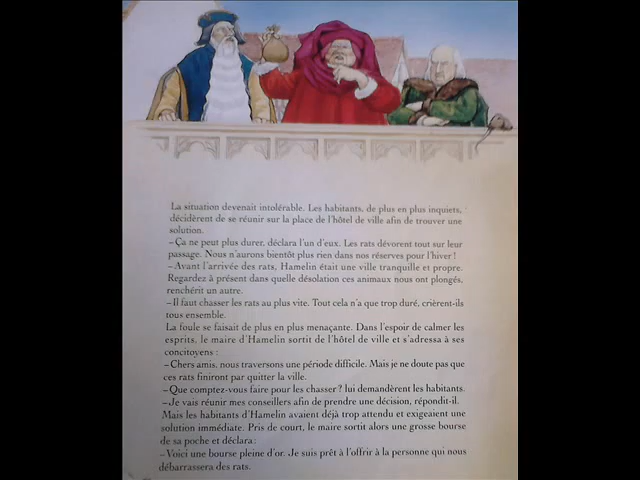 La situation devenait intolérable. Les habitants, de plus en plus inquiets,
décidèrent de se réunir sur la place de l'hôtel de ville afin de trouver une
solution.
– Ça ne peut plus durer, déclara l'un d'eux. Les rats dévorent tout sur leur
passage. Nous n'aurons bientôt plus rien dans nos réserves pour l'hiver !
– Avant l'arrivée des rats, Hamelin était une ville tranquille et propre.
Regardez à présent dans quelle désolation ces animaux nous ont plongés,
renchérit un autre.
– Il faut chasser les rats au plus vite. Tout cela n'a que trop duré, crièrent-ils
tous ensemble.
La foule se faisait de plus en plus menaçante. Dans l'espoir de calmer les
esprits, le maire d'Hamelin sortit de l'hôtel de ville et s'adressa à ses
concitoyens :
– Chers amis, nous traversons une période difficile. Mais je ne doute pas que
ces rats finiront par quitter la ville.
– Que comptez-vous faire pour les chasser ? lui demandèrent les habitants.
– Je vais réunir mes conseillers afin de prendre une décision, répondit-il.
Mais les habitants d'Hamelin avaient déjà trop attendu et exigeaient une
solution immédiate. Pris de court, le maire sortit alors une grosse bourse
de sa poche et déclara :
– Voici une bourse pleine d'or. Je suis prêt à l'offrir à la personne qui nous
débarrassera des rats.